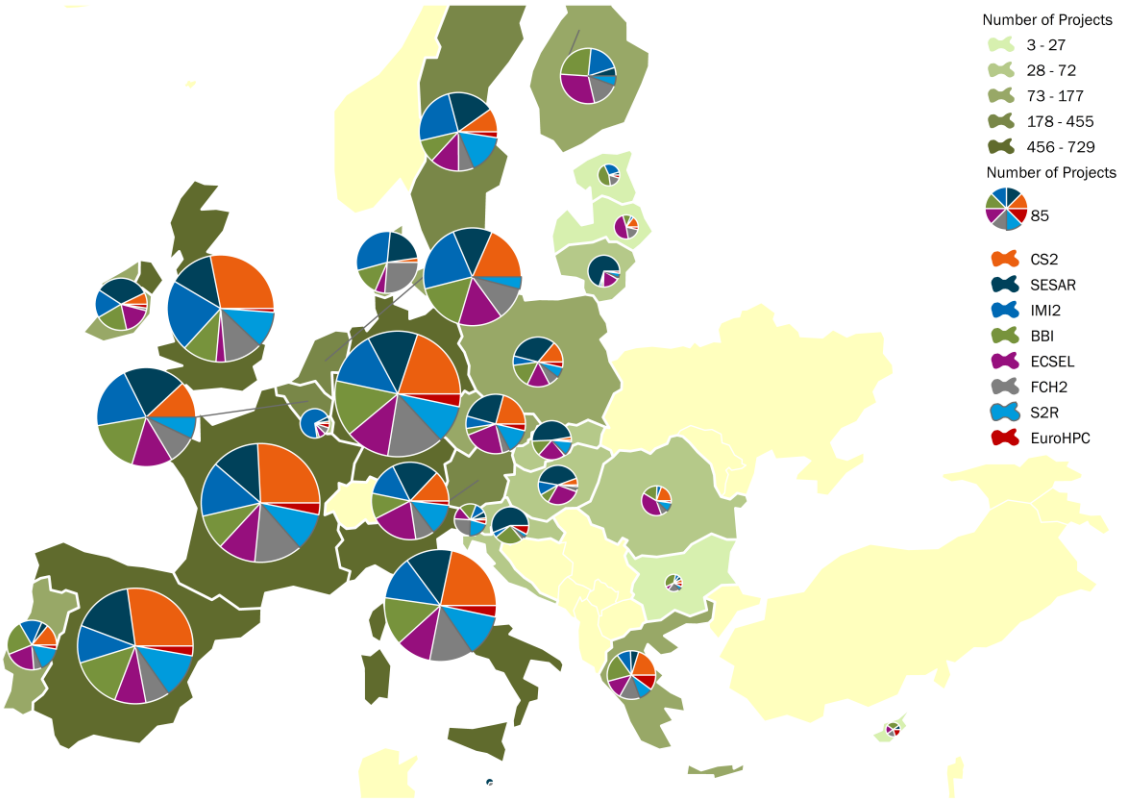 Number of Projects
3 - 27
28 - 72
73 - 177
178 - 455
456 - 729
Number of Projects
85
CS2
SESAR
IMI2
BBI
ECSEL
FCH2
S2R
EuroHPC